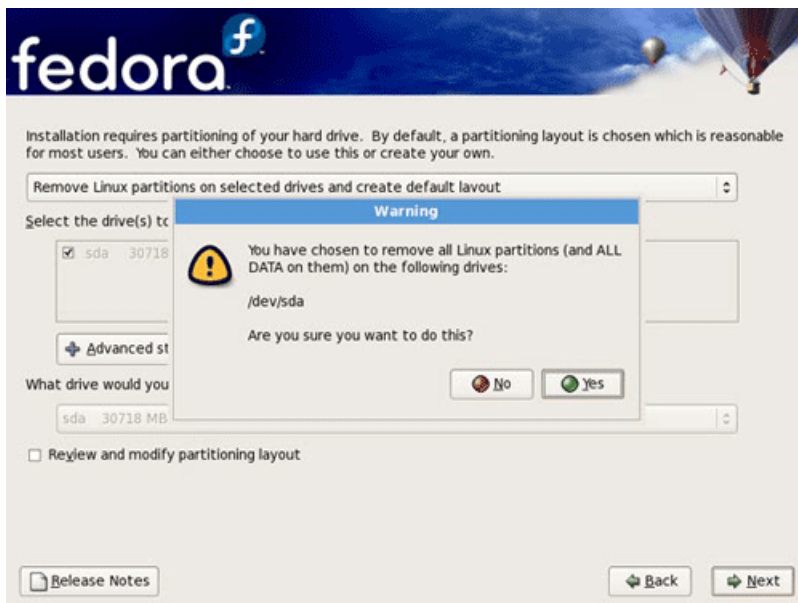 fedora
Installation requires partitioning of your hard drive. By default, a partitioning layout is chosen which is reasonable
for most users. You can either choose to use this or create your own.
Remove Linux partitions on selected drives and create default layout
Select the drive(s) to
Warning
sda 30718
You have chosen to remove all Linux partitions (and ALL
DATA on them) on the following drives:
/dev/sda
Are you sure you want to do this?
Advanced st
No
Yes
What drive would you
sda 30718 MB
Review and modify partitioning layout
Release Notes
Back
Next